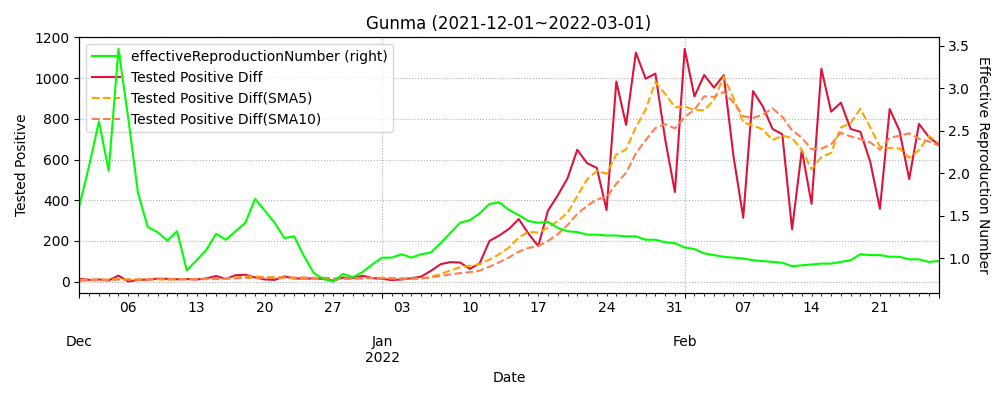 Gunma (2021-12-01~2022-03-01)
effectiveReproductionNumber (right)
Tested Positive Diff
Tested Positive Diff(SMA5)
Tested Positive Diff(SMA10)
Tested Positive
1200
1000
800
600
400
200
0
3.5
3.0
2.5
2.0
1.5
1.0
Effective Reproduction Number
06 13 20 27 03 10 17 24 31 07 14 21
Dec Jan Feb
2022
Date